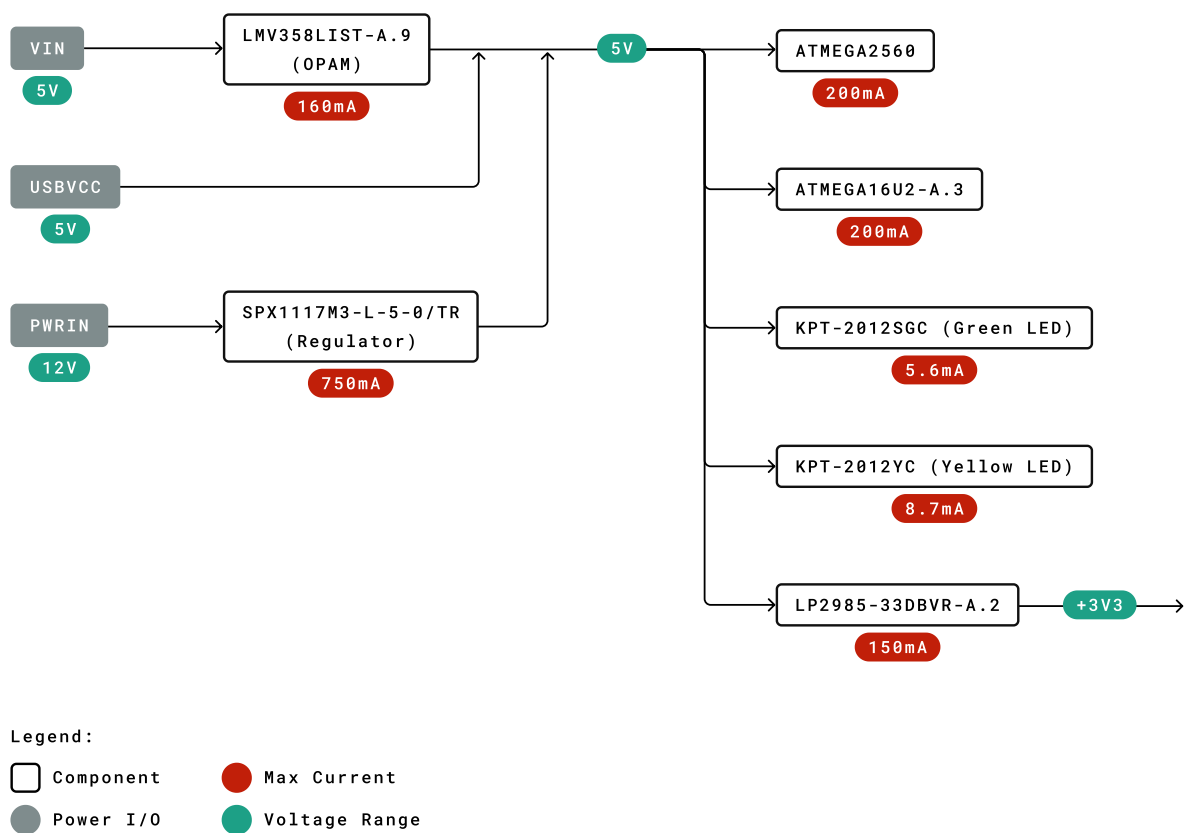 VIN
5V
LMV358LIST-A.9
(OPAM)
160mA
5V
ATMEGA2560
200mA
USBVCC
5V
ATMEGA16U2-A.3
200mA
PWRIN
12V
SPX1117M3-L-5-0/TR
(Regulator)
750mA
KPT-2012SGC (Green LED)
5.6mA
KPT-2012YC (Yellow LED)
8.7mA
LP2985-33DBVR-A.2
150mA
+3V3
Legend:
Component
Max Current
Power I/O
Voltage Range